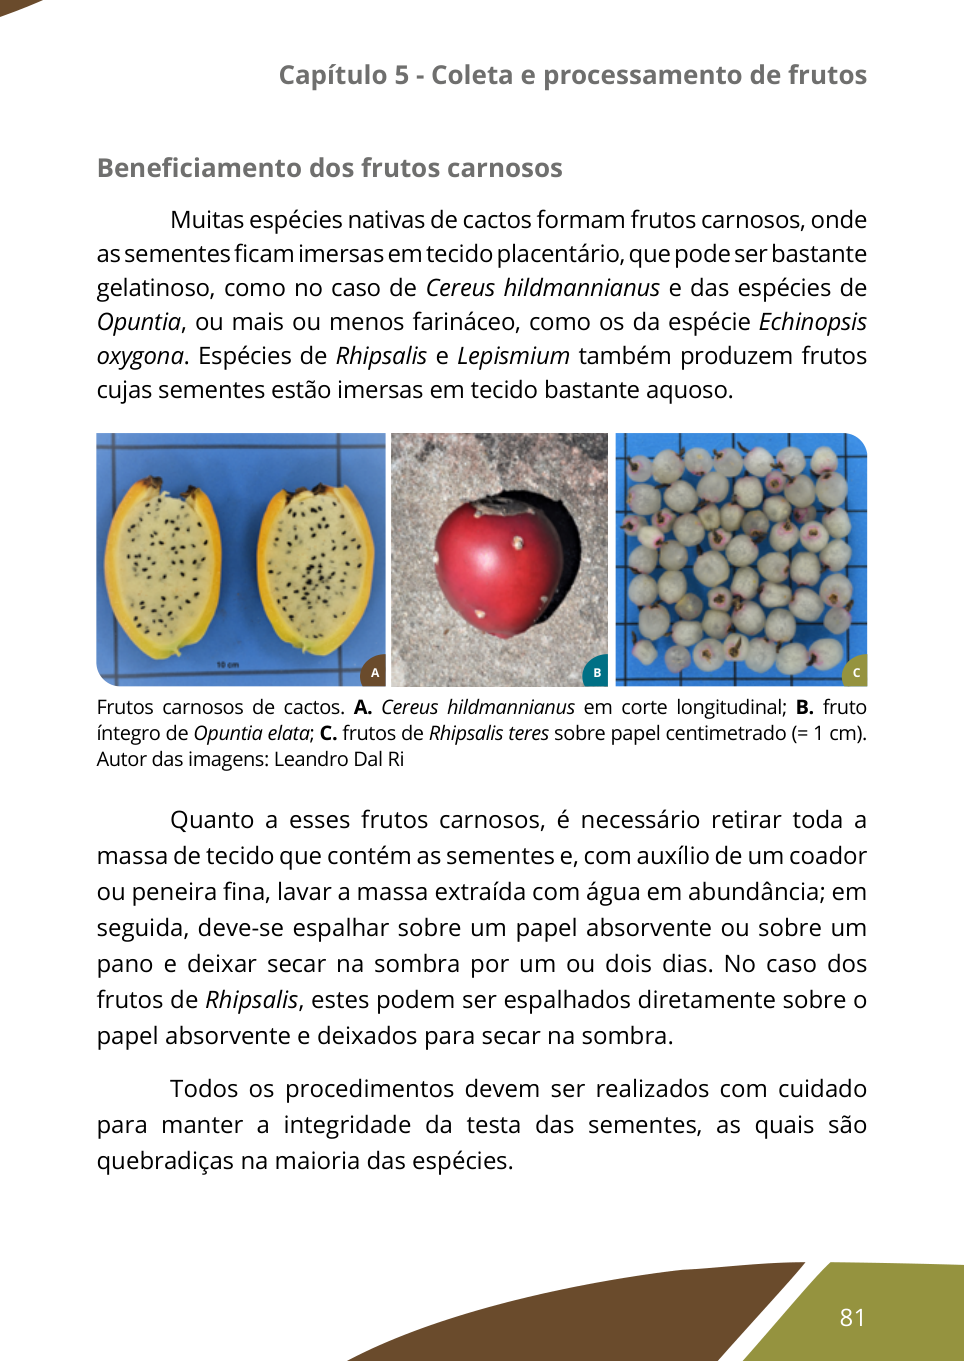 Capítulo 5 - Coleta e processamento de frutos
Beneficiamento dos frutos carnosos
Muitas espécies nativas de cactos formam frutos carnosos, onde
as sementes ficam imersas em tecido placentário, que pode ser bastante
gelatinoso, como no caso de Cereus hildmannianus e das espécies de
Opuntia, ou mais ou menos farináceo, como os da espécie Echinopsis
oxygona. Espécies de Rhipsalis e Lepismium também produzem frutos
cujas sementes estão imersas em tecido bastante aquoso.
10 cm
A
B
C
Frutos carnosos de cactos. A. Cereus hildmannianus em corte longitudinal; B. fruto
íntegro de Opuntia elata; C. frutos de Rhipsalis teres sobre papel centimetrado (= 1 cm).
Autor das imagens: Leandro Dal Ri
Quanto a esses frutos carnosos, é necessário retirar toda a
massa de tecido que contém as sementes e, com auxílio de um coador
ou peneira fina, lavar a massa extraída com água em abundância; em
seguida, deve-se espalhar sobre um papel absorvente ou sobre um
pano e deixar secar na sombra por um ou dois dias. No caso dos
frutos de Rhipsalis, estes podem ser espalhados diretamente sobre o
papel absorvente e deixados para secar na sombra.
Todos os procedimentos devem ser realizados com cuidado
para manter a integridade da testa das sementes, as quais são
quebradiças na maioria das espécies.
81